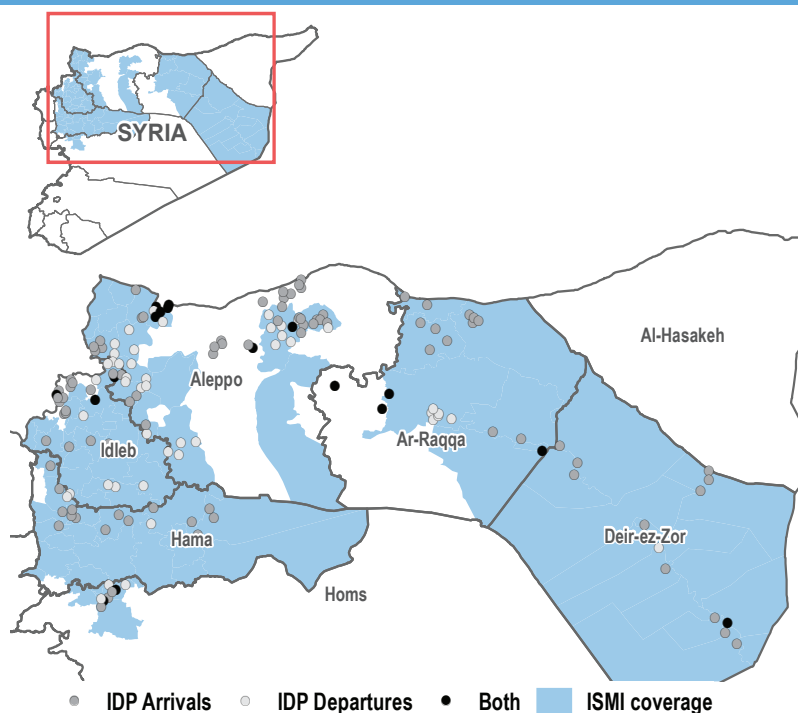 SYRIA
Al-Hasakeh
Aleppo
Ar-Raqqa
Idleb
Deir-ez-Zor
Hama
Homs
IDP Arrivals IDP Departures Both ISMI coverage